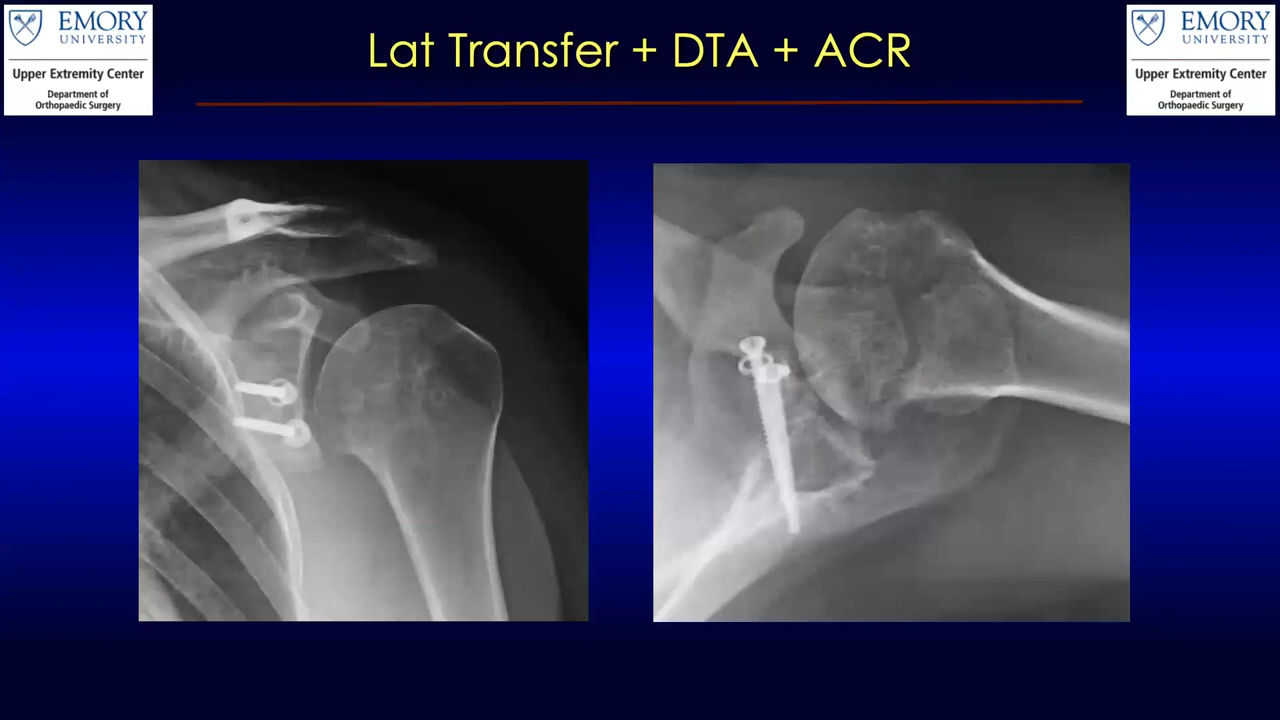 EMORY
UNIVERSITY
Upper Extremity Center
Department of
Orthopaedic Surgery
Lat Transfer + DTA + ACR
EMORY
UNIVERSITY
Upper Extremity Center
Department of
Orthopaedic Surgery